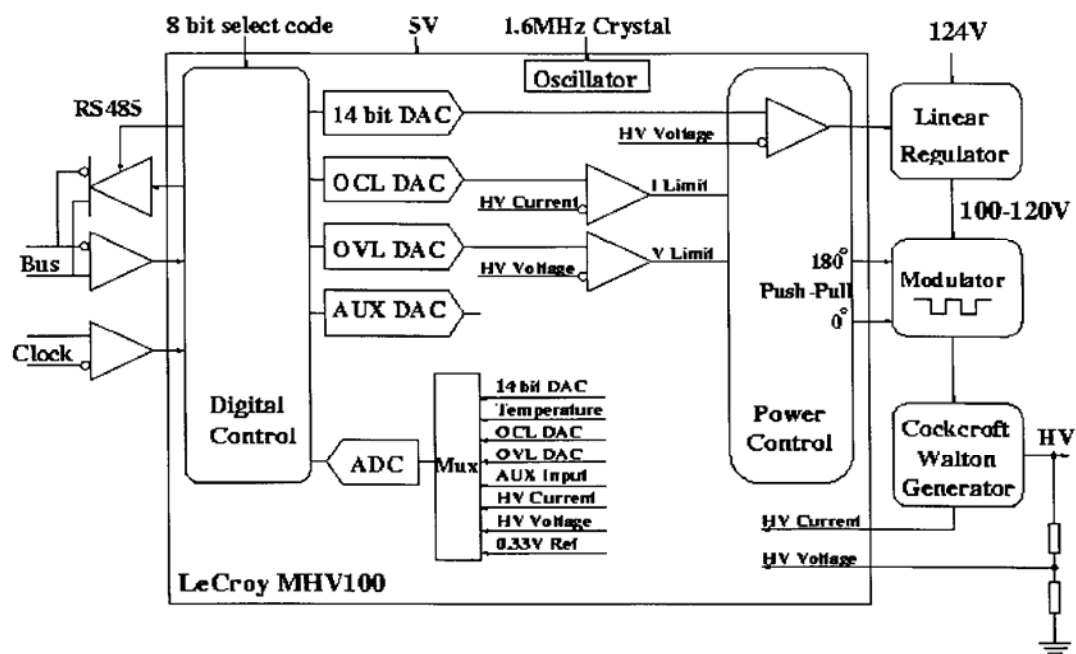 8 bit select code
5V
1.6MHz Crystal
124V
Oscillator
RS485
14 bit DAC
HV Voltage
Linear
Regulator
OCL DAC
HV Current
I Limit
100-120V
Bus
OVL DAC
HV Voltage
V Limit
180°
Push-Pull
0°
Modulator
AUX DAC
Clock
Digital
Control
ADC
Mux
14 bit DAC
Temperature
OCL DAC
OVL DAC
AUX Input
HV Current
HV Voltage
0.33V Ref
Power
Control
Cockcroft
Walton
Generator
HV
HV Current
HV Voltage
LeCroy MHV100